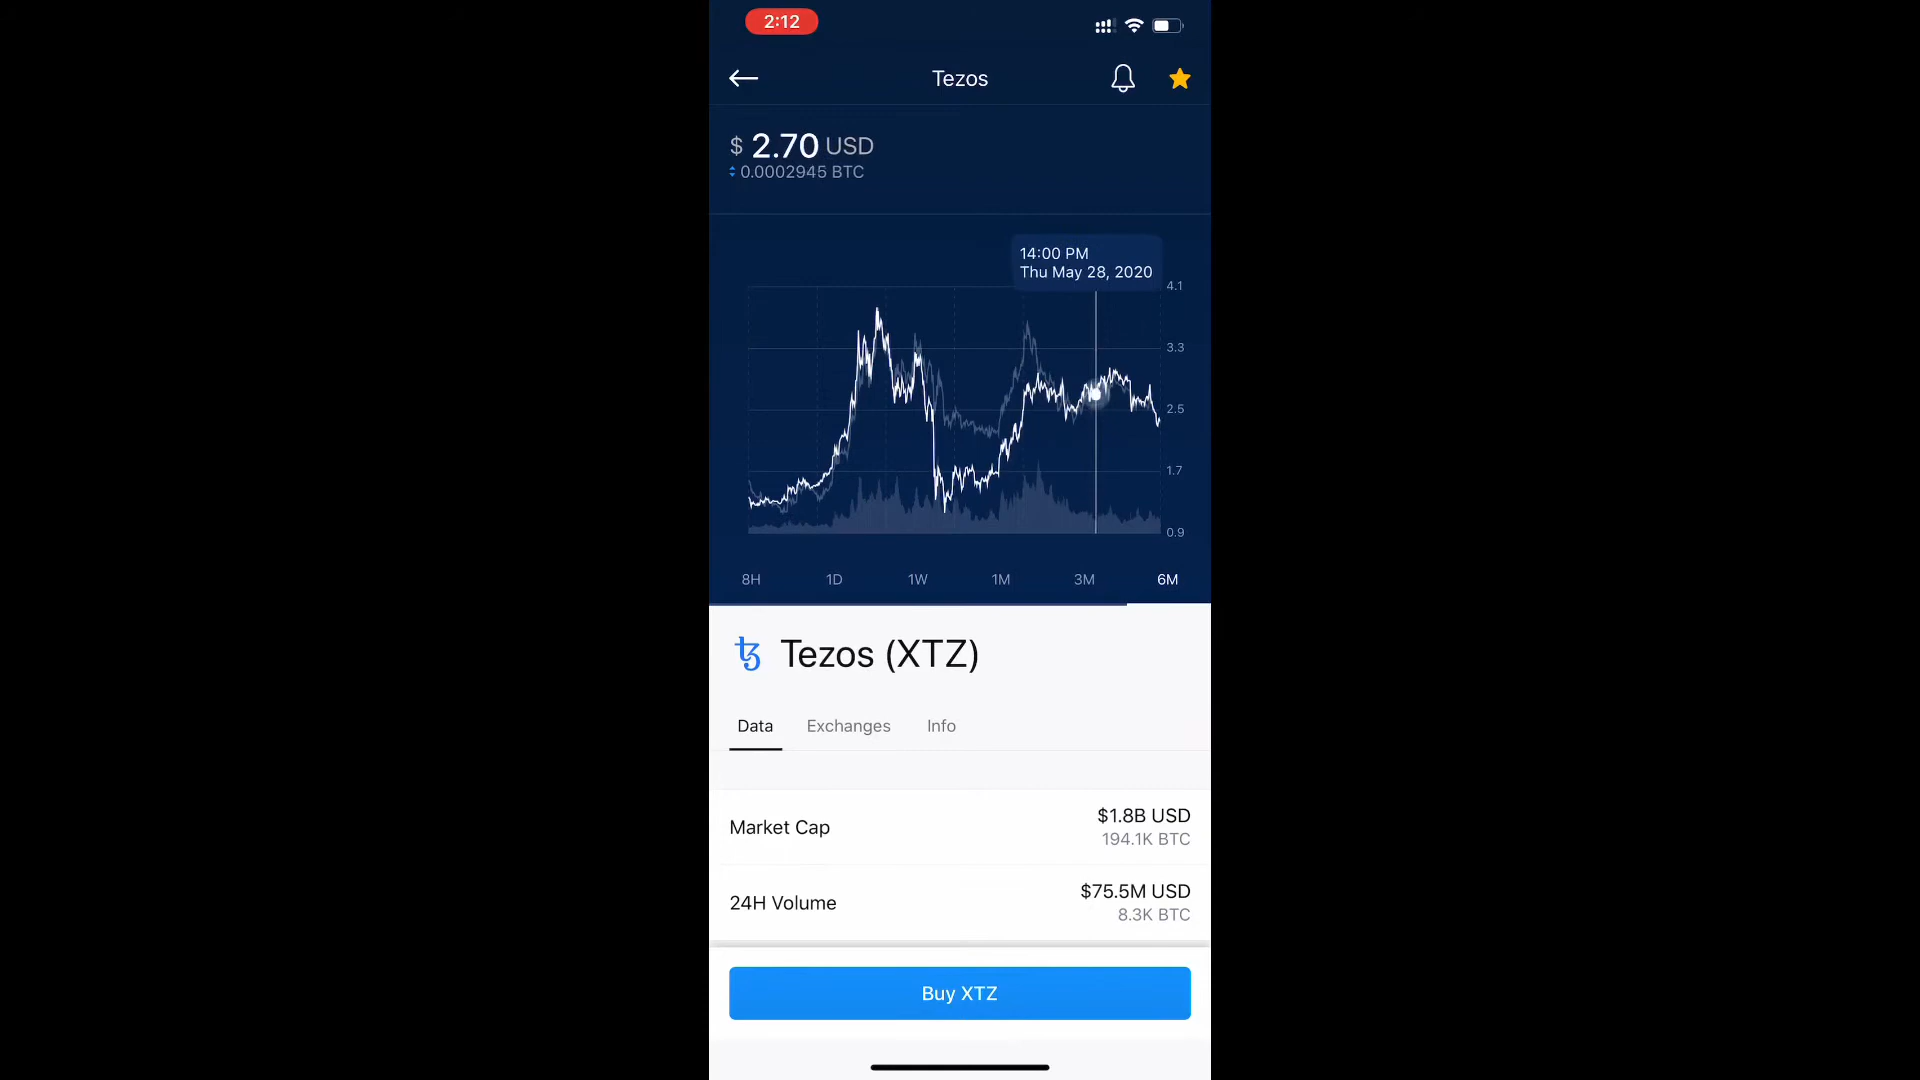 2:12
Tezos
$ 2.70 USD
0.0002945 BTC
14:00 PM
Thu May 28, 2020
4.1
3.3
2.5
1.7
0.9
8H 1D 1W 1M 3M 6M
Tezos (XTZ)
Data Exchanges Info
Market Cap
$1.8B USD
194.1K BTC
24H Volume
$75.5M USD
8.3K BTC
Buy XTZ